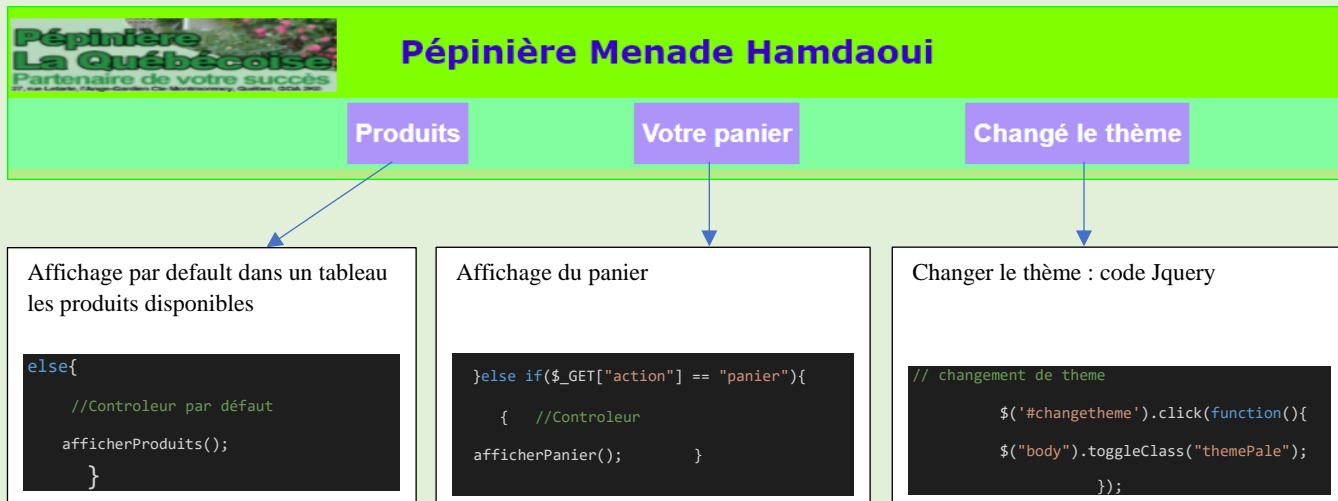 Pépinière
La Québécoise
Partenaire de votre succès
Pépinière Menade Hamdaoui
Produits
Votre panier
Changé le thème
Affichage par default dans un tableau
les produits disponibles
else{
//Controleur par défaut
afficherProduits();
}
Affichage du panier
}else if($_GET["action"] == "panier"){
{ //Controleur
afficherPanier(); }
Changer le thème : code Jquery
// changement de theme
$('#changetheme').click(function(){
$("body").toggleClass("themePale");
});